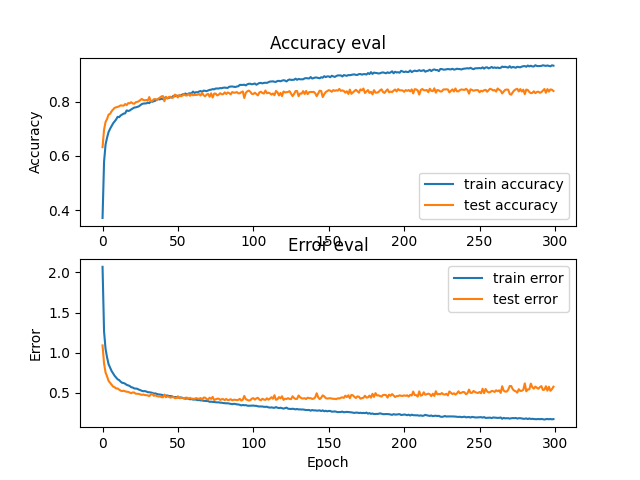 Accuracy eval
Accuracy
0.8
0.6
0.4
train accuracy
test accuracy
0 50 100 150 200 250 300
Error eval
Error
2.0
1.5
1.0
0.5
train error
test error
0 50 100 150 200 250 300
Epoch